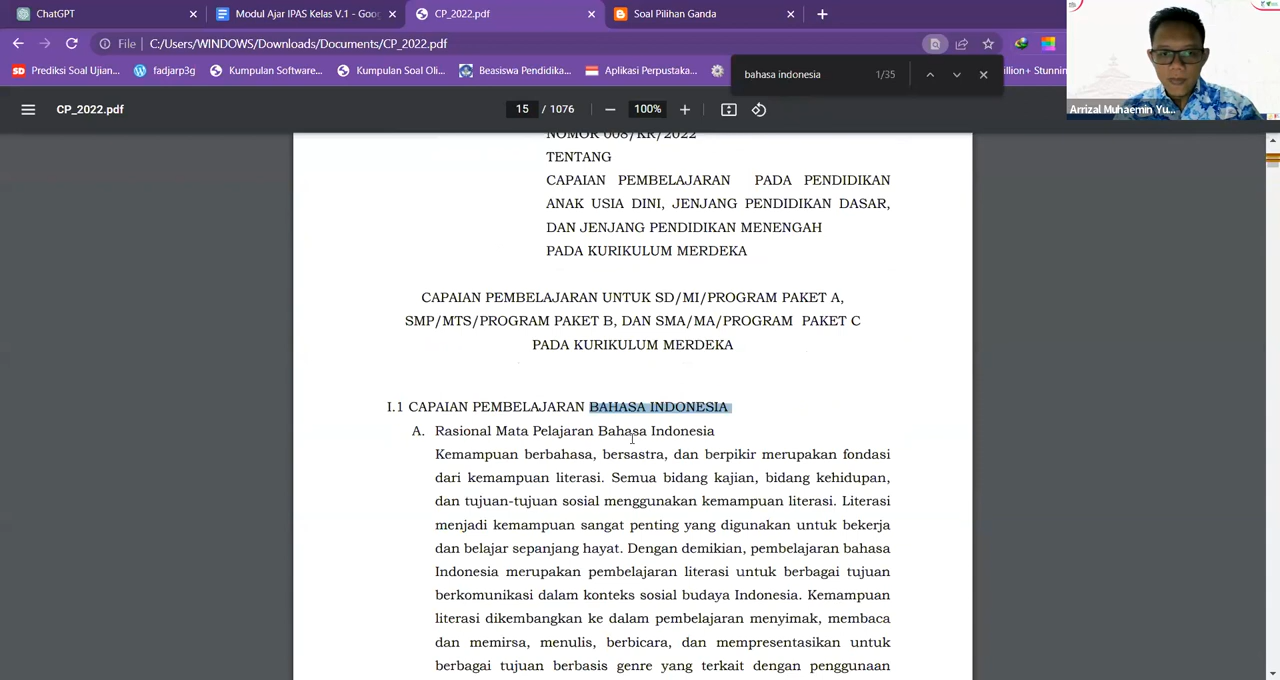 ChatGPT
Modul Ajar IPAS Kelas V.1 - Goog
CP_2022.pdf
Soal Pilihan Ganda
File
C:/Users/WINDOWS/Downloads/Documents/CP_2022.pdf
Prediksi Soal Ujian...
fadjarp3g
Kumpulan Software...
Kumpulan Soal Oli...
Beasiswa Pendidika...
Aplikasi Perpustaka...
illion+ Stunnin
bahasa indonesia
1/35
Arrizal Muhaemin Yu...
CP_2022.pdf
15 / 1076
100%
NOMOR 008/KR/2022
TENTANG
CAPAIAN PEMBELAJARAN PADA PENDIDIKAN
ANAK USIA DINI, JENJANG PENDIDIKAN DASAR,
DAN JENJANG PENDIDIKAN MENENGAH
PADA KURIKULUM MERDEKA
CAPAIAN PEMBELAJARAN UNTUK SD/MI/PROGRAM PAKET A,
SMP/MTS/PROGRAM PAKET B, DAN SMA/MA/PROGRAM PAKET C
PADA KURIKULUM MERDEKA
I.1 CAPAIAN PEMBELAJARAN BAHASA INDONESIA
A. Rasional Mata Pelajaran Bahasa Indonesia
Kemampuan berbahasa, bersastra, dan berpikir merupakan fondasi
dari kemampuan literasi. Semua bidang kajian, bidang kehidupan,
dan tujuan-tujuan sosial menggunakan kemampuan literasi. Literasi
menjadi kemampuan sangat penting yang digunakan untuk bekerja
dan belajar sepanjang hayat. Dengan demikian, pembelajaran bahasa
Indonesia merupakan pembelajaran literasi untuk berbagai tujuan
berkomunikasi dalam konteks sosial budaya Indonesia. Kemampuan
literasi dikembangkan ke dalam pembelajaran menyimak, membaca
dan memirsa, menulis, berbicara, dan mempresentasikan untuk
berbagai tujuan berbasis genre yang terkait dengan penggunaan